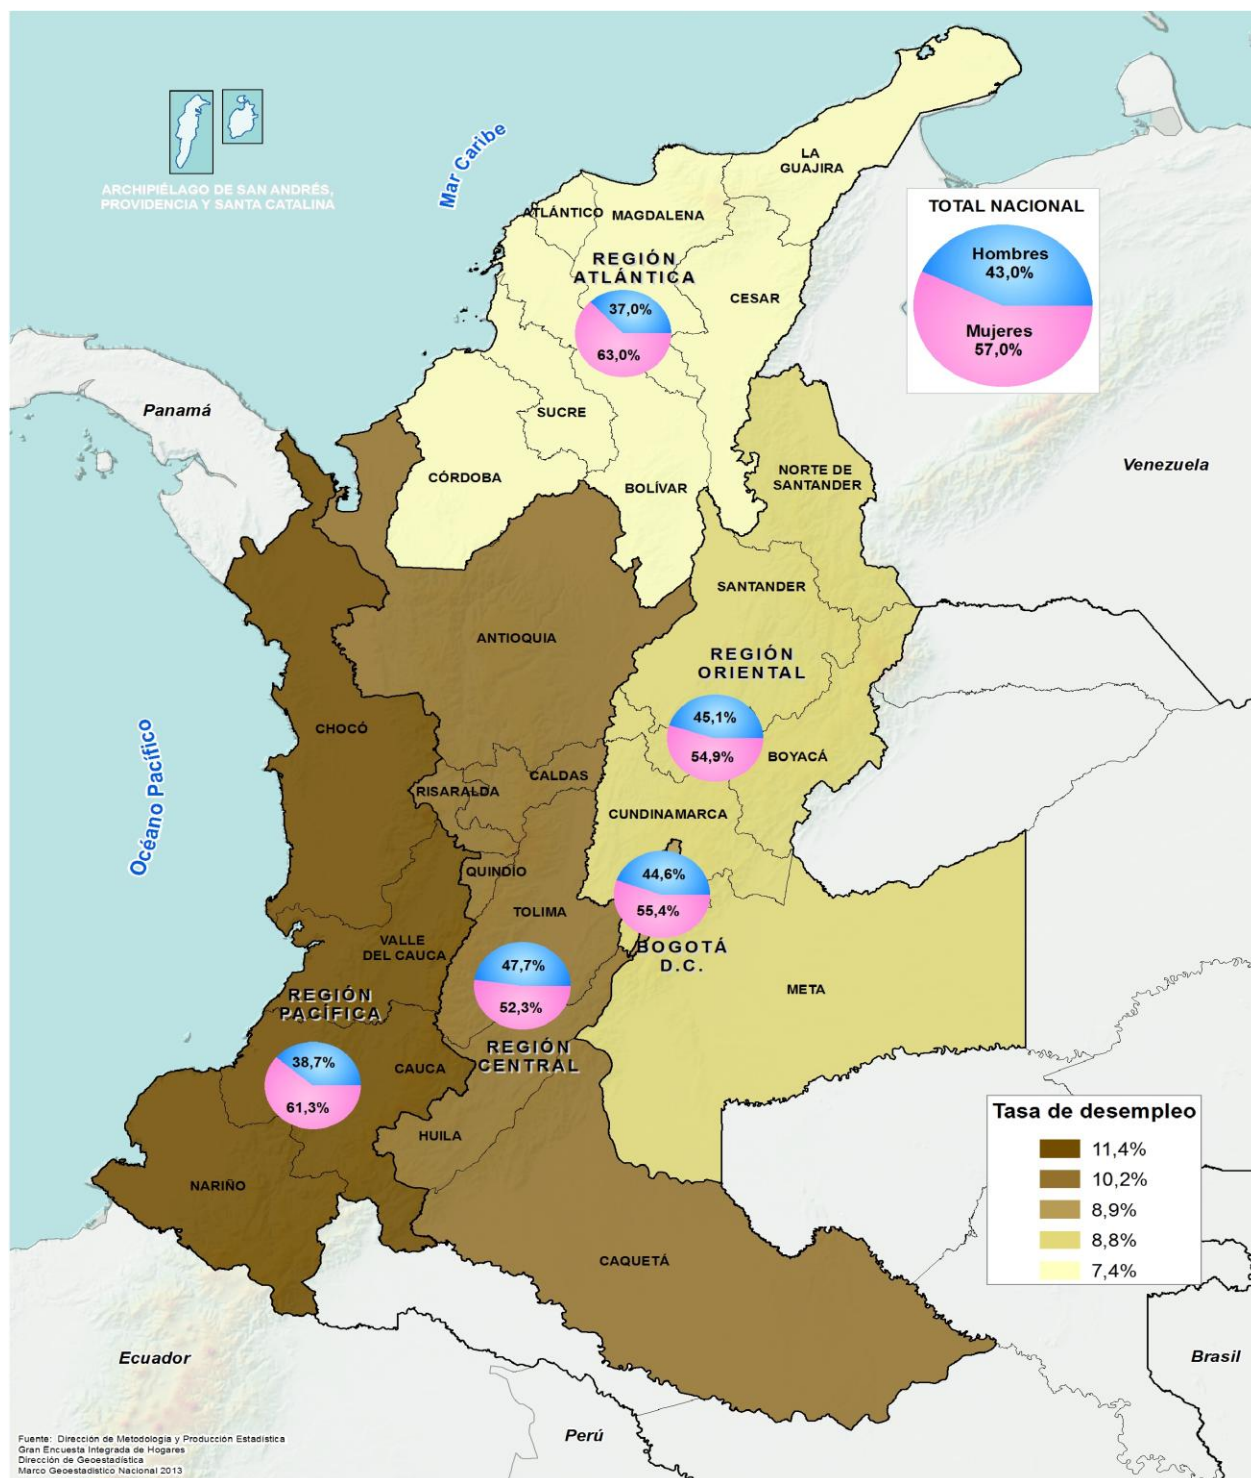 LA
GUAJIRA
Mar Caribe
ARCHIPIÉLAGO DE SAN ANDRÉS,
PROVIDENCIA Y SANTA CATALINA
ATLÁNTICO
MAGDALENA
TOTAL NACIONAL
Hombres
43,0%
Mujeres
57,0%
REGIÓN
ATLÁNTICA
37,0%
63,0%
CESAR
Panamá
SUCRE
CÓRDOBA
BOLÍVAR
NORTE DE
SANTANDER
Venezuela
SANTANDER
ANTIOQUIA
REGIÓN
ORIENTAL
45,1%
54,9%
CHOCÓ
BOYACÁ
Océano Pacífico
CALDAS
RISARALDA
CUNDINAMARCA
QUINDÍO
44,6%
55,4%
BOGOTÁ
D.C.
TOLIMA
VALLE
DEL CAUCA
47,7%
52,3%
REGIÓN
CENTRAL
META
REGIÓN
PACÍFICA
38,7%
61,3%
CAUCA
HUILA
NARIÑO
CAQUETÁ
Tasa de desempleo
11,4%
10,2%
8,9%
8,8%
7,4%
Ecuador
Brasil
Perú
Fuente: Dirección de Metodología y Producción Estadística
Gran Encuesta Integrada de Hogares
Dirección de Geoestadística
Marco Geoestadístico Nacional 2013